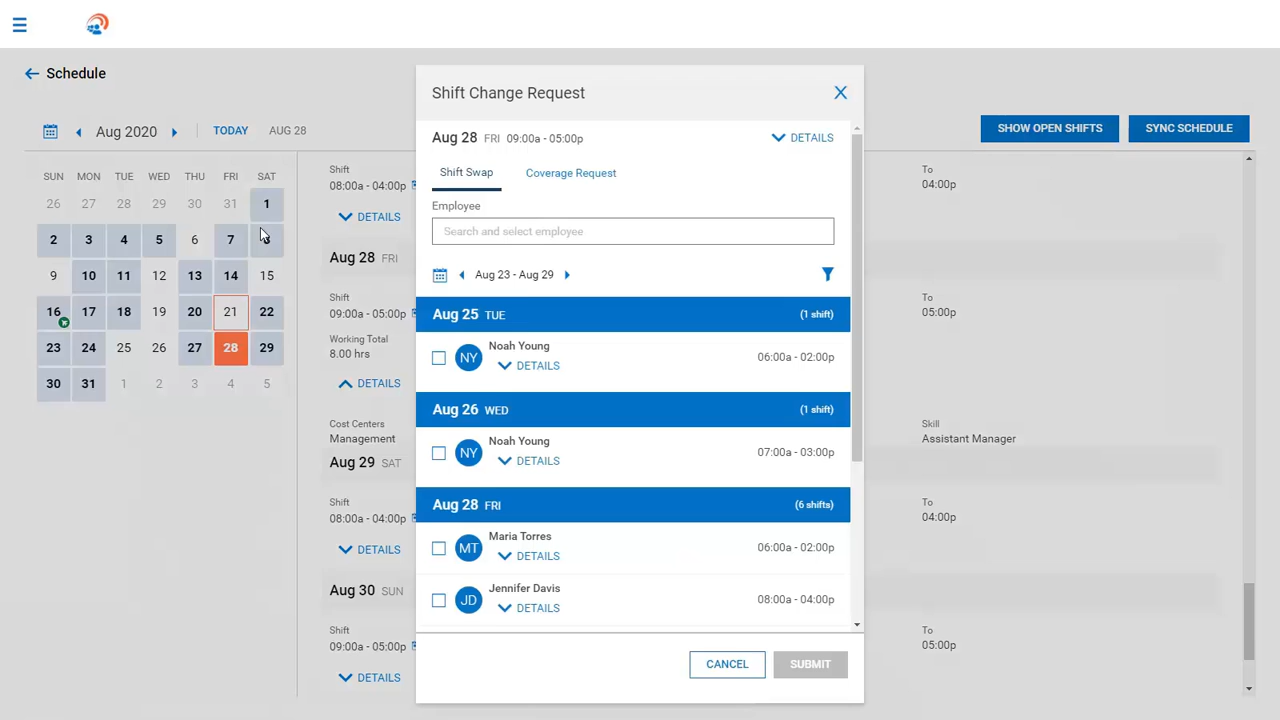 Schedule
Aug 2020 TODAY AUG 28
SHOW OPEN SHIFTS SYNC SCHEDULE
SUN MON TUE WED THU FRI SAT
26 27 28 29 30 31 1
2 3 4 5 6 7 8
9 10 11 12 13 14 15
16 17 18 19 20 21 22
23 24 25 26 27 28 29
30 31 1 2 3 4 5
Shift
08:00a - 04:00p
To
04:00p
DETAILS
Aug 28 FRI
Shift
09:00a - 05:00p
To
05:00p
Working Total
8.00 hrs
DETAILS
Cost Centers
Management
Skill
Assistant Manager
Aug 29 SAT
Shift
08:00a - 04:00p
To
04:00p
DETAILS
Aug 30 SUN
Shift
09:00a - 05:00p
To
05:00p
DETAILS
Shift Change Request
X
Aug 28 FRI 09:00a - 05:00p DETAILS
Shift Swap Coverage Request
Employee
Search and select employee
Aug 23 - Aug 29
Aug 25 TUE (1 shift)
NY Noah Young 06:00a - 02:00p
DETAILS
Aug 26 WED (1 shift)
NY Noah Young 07:00a - 03:00p
DETAILS
Aug 28 FRI (6 shifts)
MT Maria Torres 06:00a - 02:00p
DETAILS
JD Jennifer Davis 08:00a - 04:00p
DETAILS
CANCEL SUBMIT